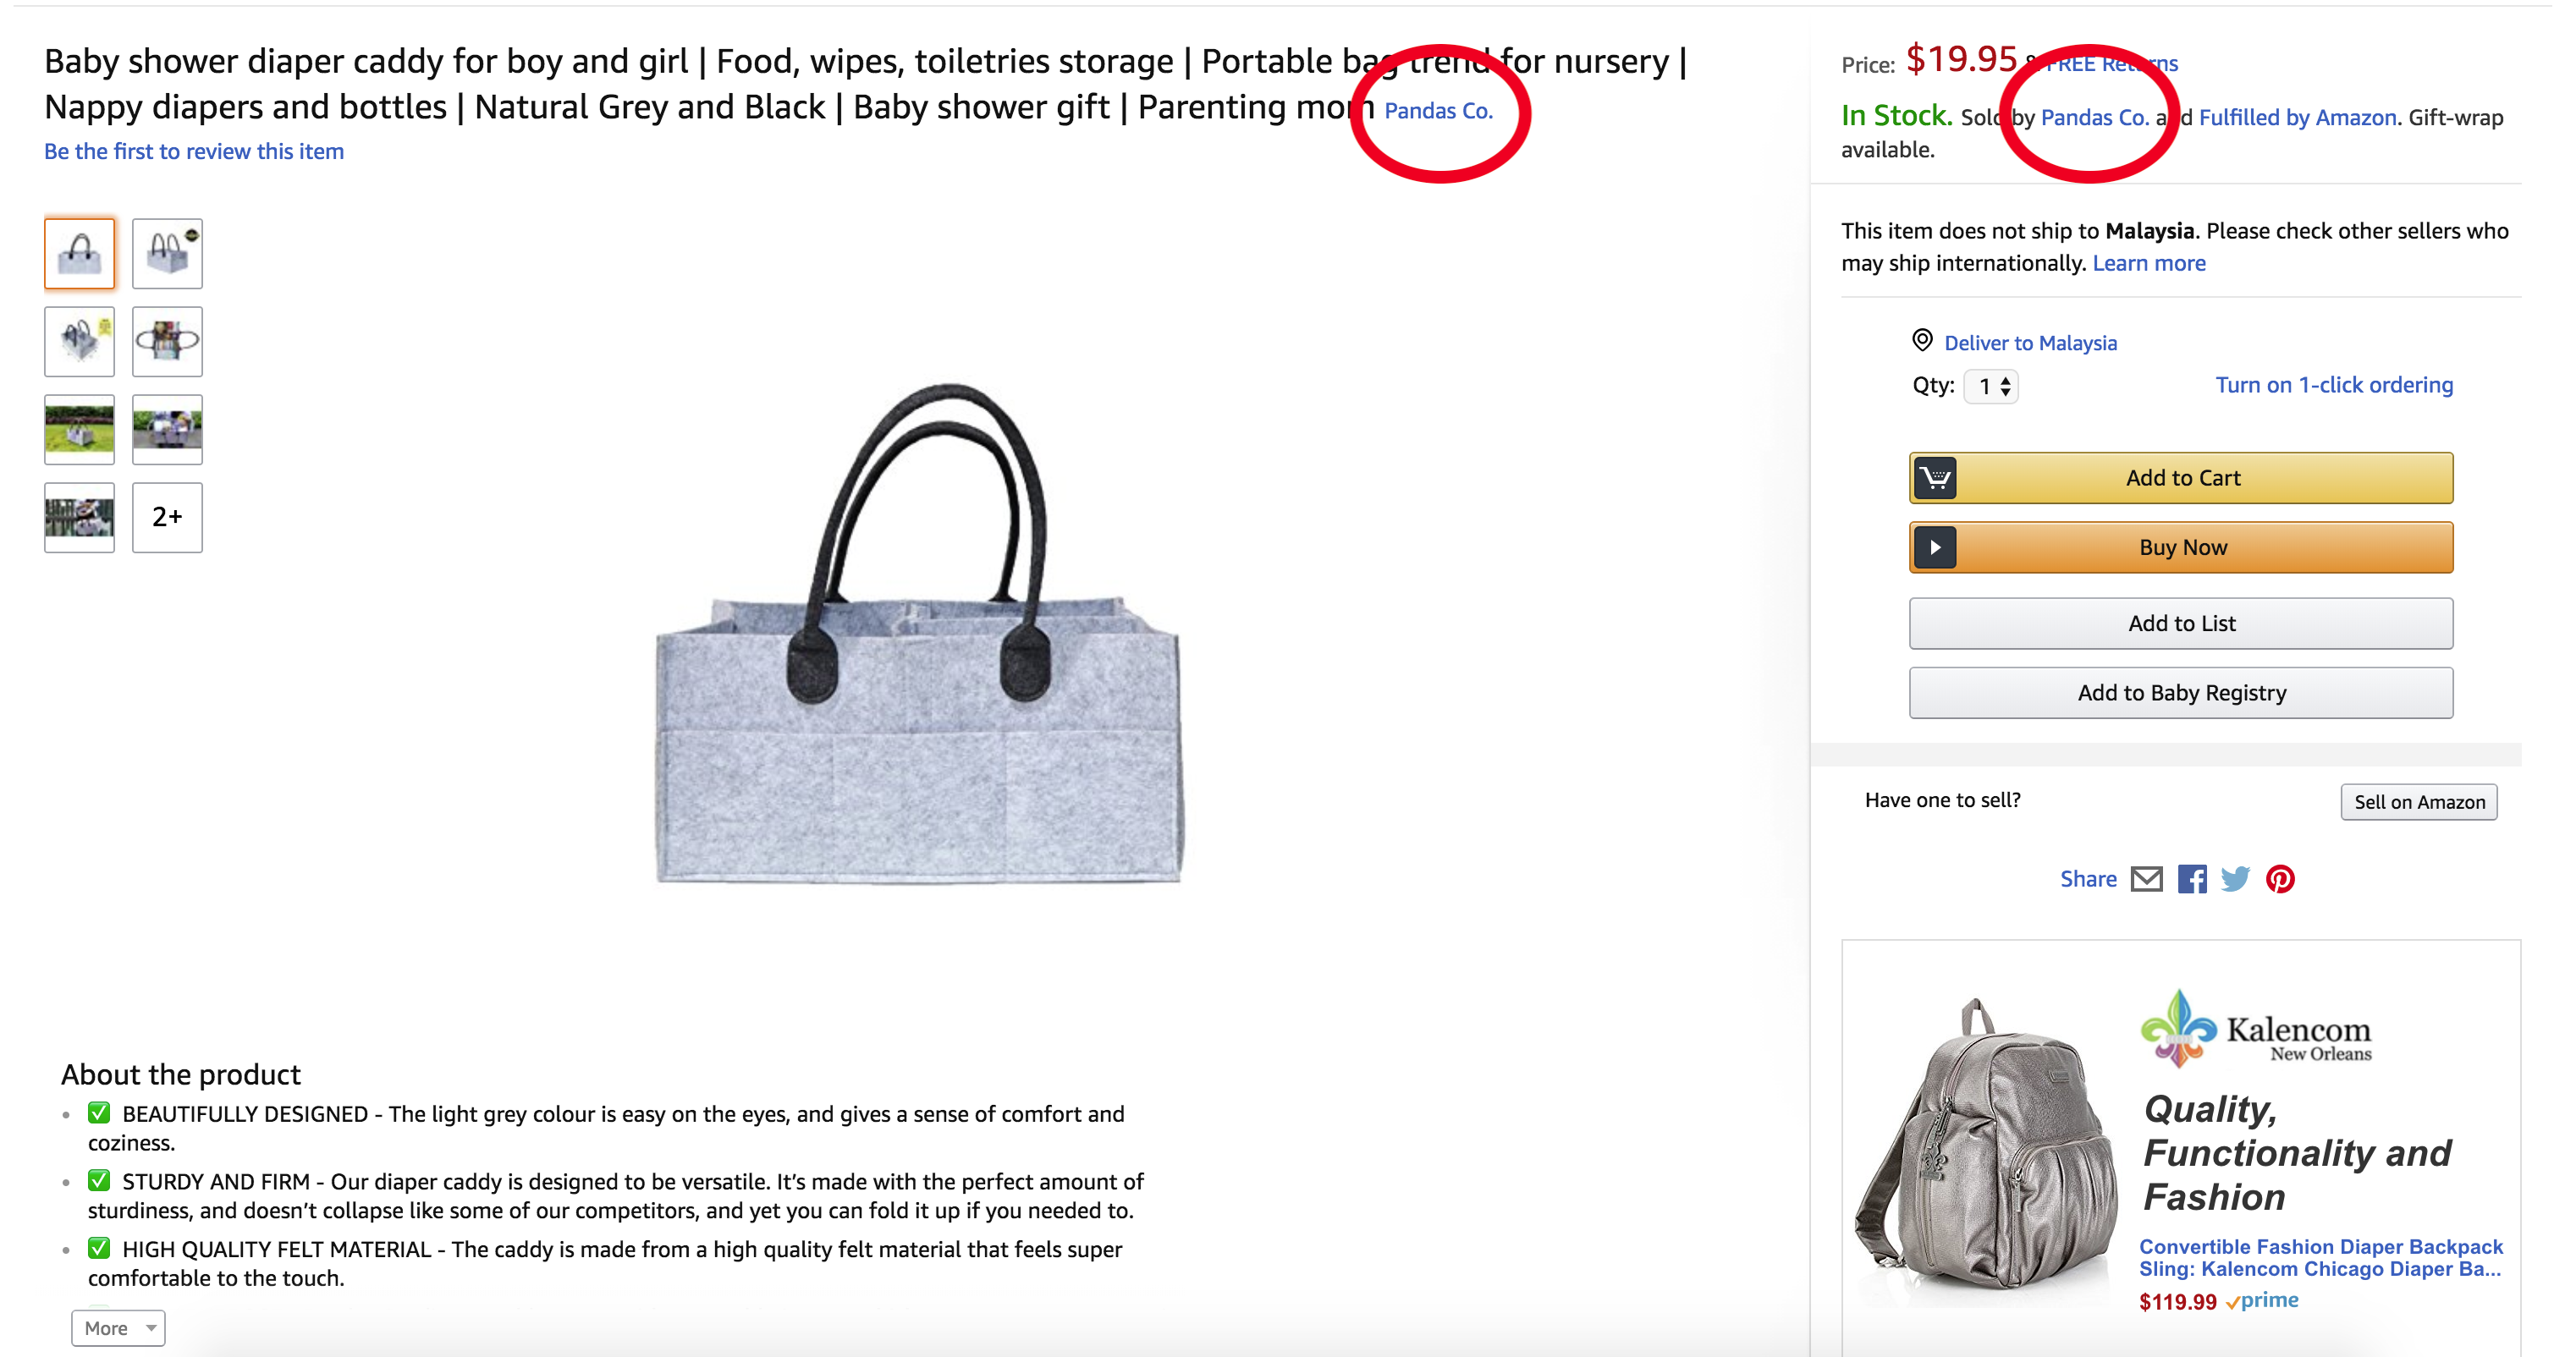 Baby shower diaper caddy for boy and girl | Food, wipes, toiletries storage | Portable bag trend for nursery |
Nappy diapers and bottles | Natural Grey and Black | Baby shower gift | Parenting mom Pandas Co.
Be the first to review this item
2+
About the product
✅ BEAUTIFULLY DESIGNED - The light grey colour is easy on the eyes, and gives a sense of comfort and
coziness.
✅ STURDY AND FIRM - Our diaper caddy is designed to be versatile. It’s made with the perfect amount of
sturdiness, and doesn’t collapse like some of our competitors, and yet you can fold it up if you needed to.
✅ HIGH QUALITY FELT MATERIAL - The caddy is made from a high quality felt material that feels super
comfortable to the touch.
More
Price: $19.95 & FREE Returns
In Stock. Sold by Pandas Co. and Fulfilled by Amazon. Gift-wrap
available.
This item does not ship to Malaysia. Please check other sellers who
may ship internationally. Learn more
Deliver to Malaysia
Qty: 1
Turn on 1-click ordering
Add to Cart
Buy Now
Add to List
Add to Baby Registry
Have one to sell?
Sell on Amazon
Share
Kalencom
New Orleans
Quality,
Functionality and
Fashion
Convertible Fashion Diaper Backpack
Sling: Kalencom Chicago Diaper Ba...
$119.99 prime